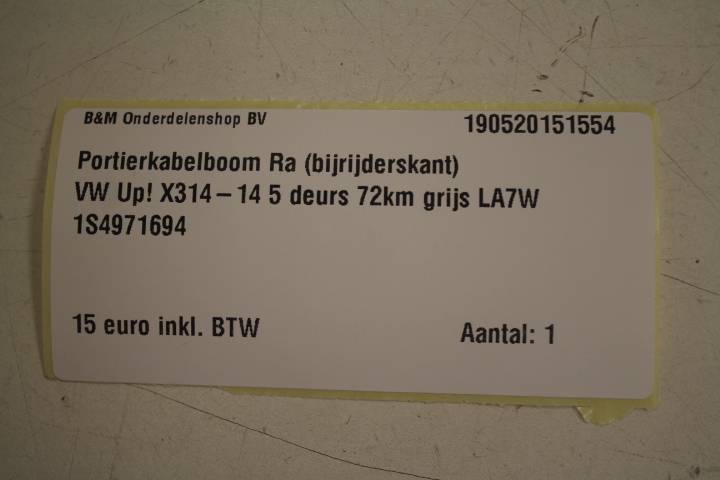 B&M Onderdelenshop BV 190520151554
Portierkabelboom Ra (bijrijderskant)
VW Up! X314 – 14 5 deurs 72km grijs LA7W
1S4971694
15 euro inkl. BTW Aantal: 1